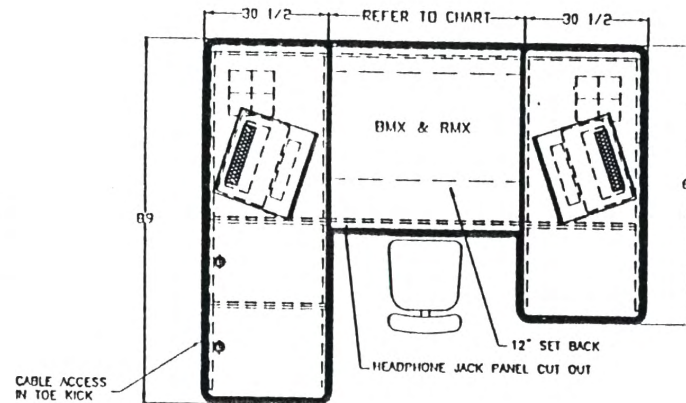 30 1/2 REFER TO CHART 30 1/2
BMX & RMX
89
12" SET BACK
HEADPHONE JACK PANEL CUT OUT
CABLE ACCESS
IN TOE KICK